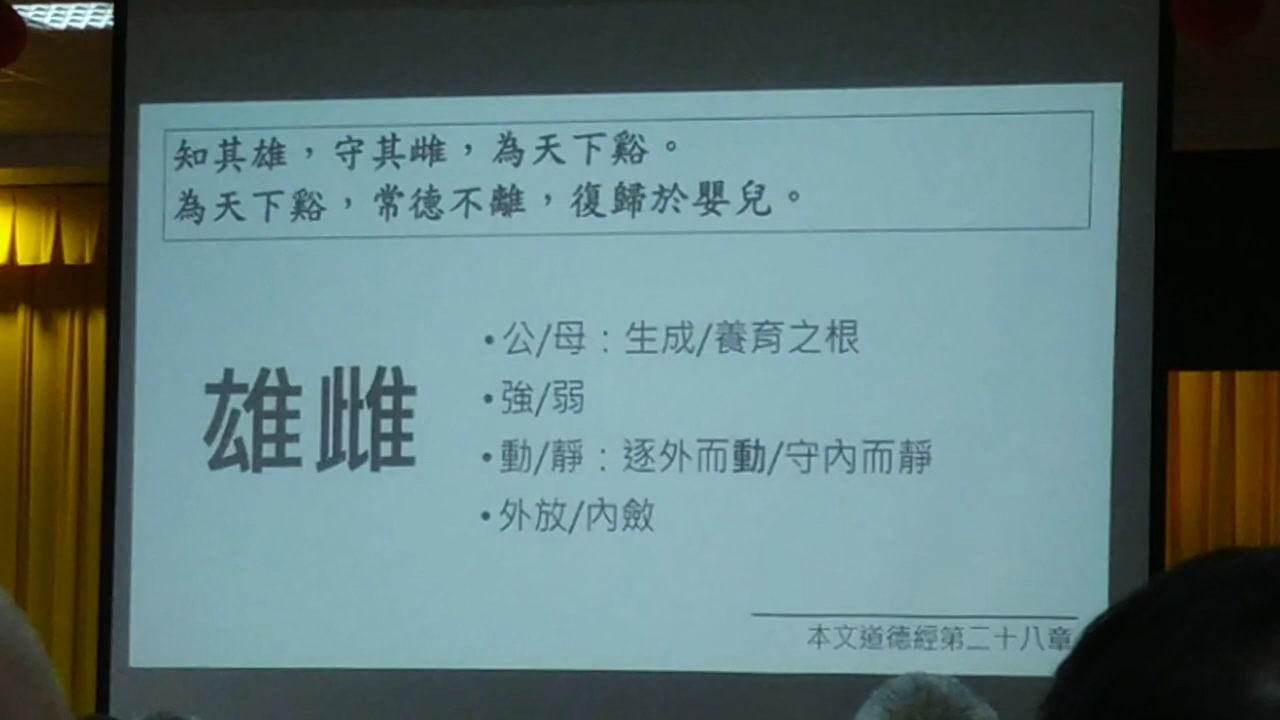 知其雄，守其雌，為天下谿。
為天下谿，常德不離，復歸於嬰兒。
雄雌
•公/母：生成/養育之根
•強/弱
•動/靜：逐外而動/守內而靜
•外放/內斂
本文道德經第二十八章